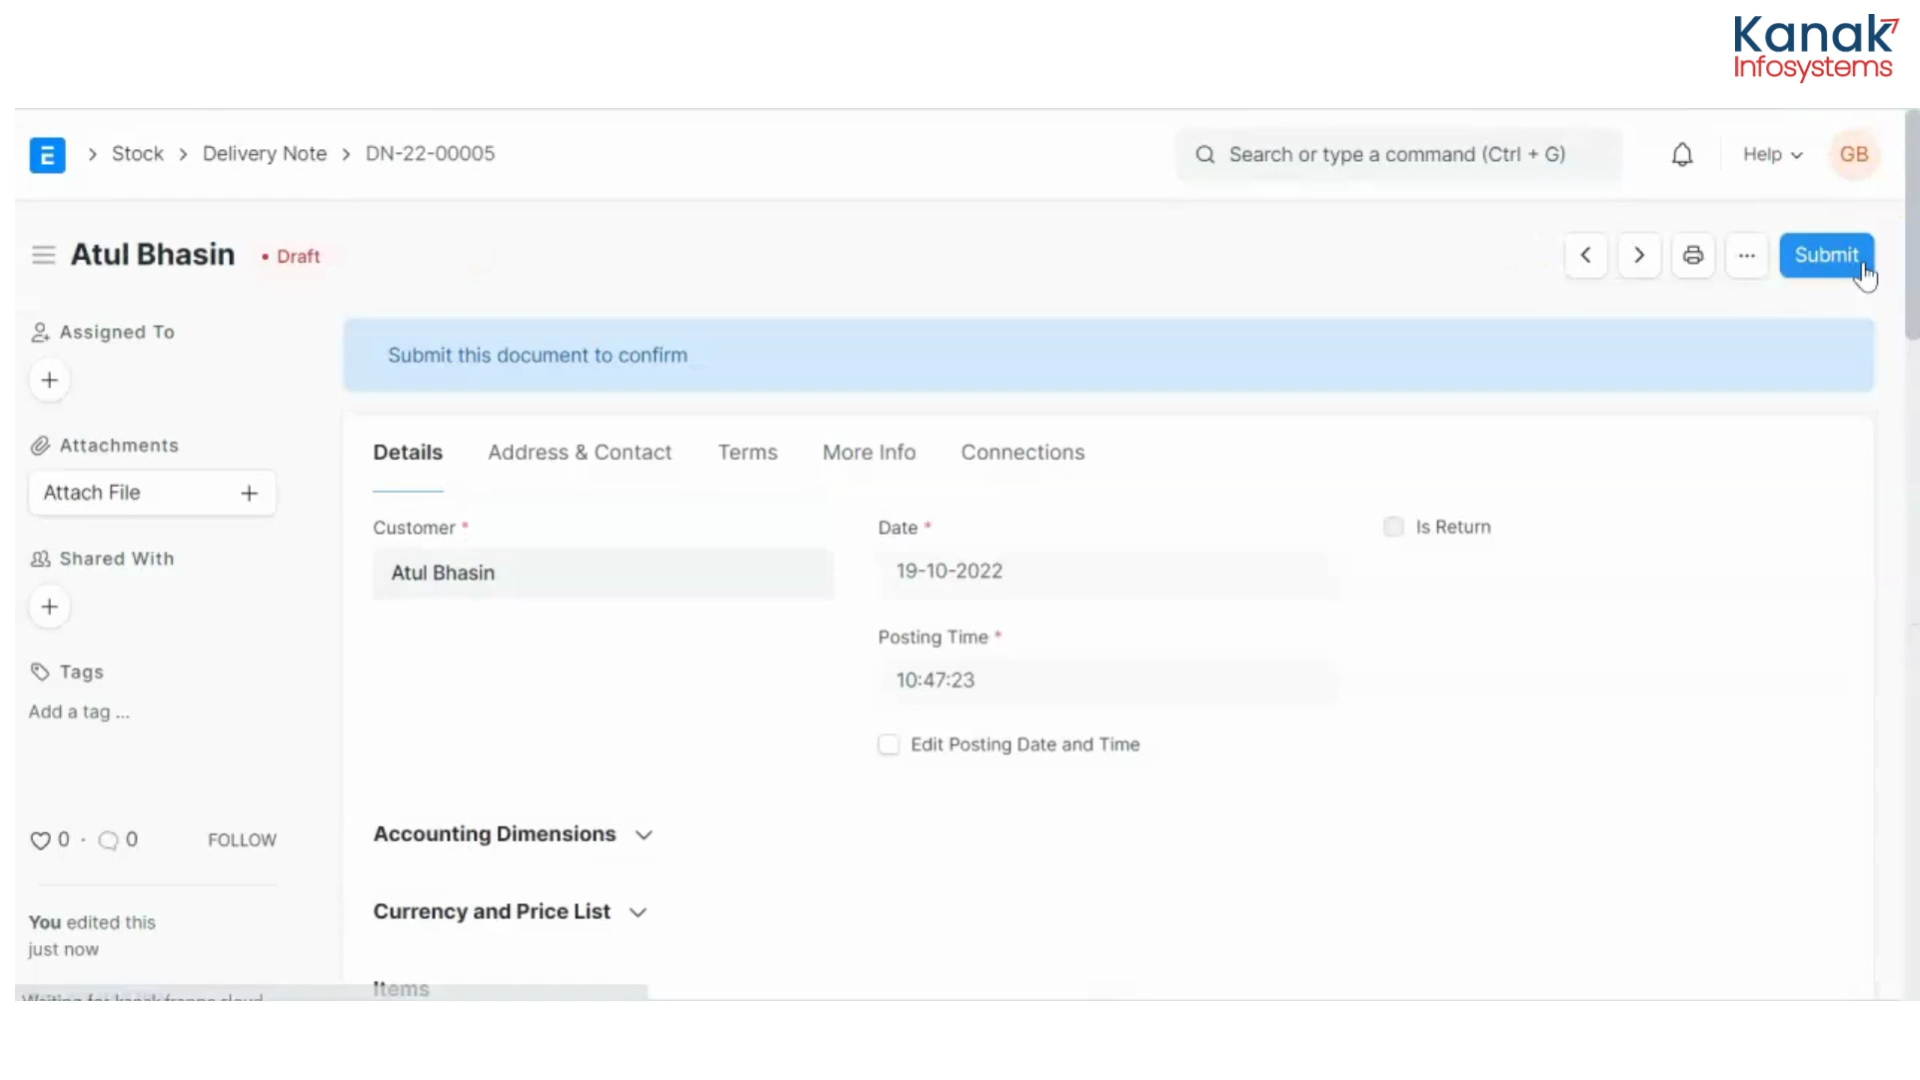 Kanak
Infosystems
E > Stock > Delivery Note > DN-22-00005
Search or type a command (Ctrl + G)
Help
GB
Atul Bhasin
• Draft
...
Submit
Assigned To
+
Submit this document to confirm
Attachments
Attach File +
Shared With
+
Tags
Add a tag ...
0 · 0 FOLLOW
You edited this
just now
Details Address & Contact Terms More Info Connections
Customer *
Atul Bhasin
Date *
19-10-2022
Is Return
Posting Time *
10:47:23
Edit Posting Date and Time
Accounting Dimensions
Currency and Price List
Items